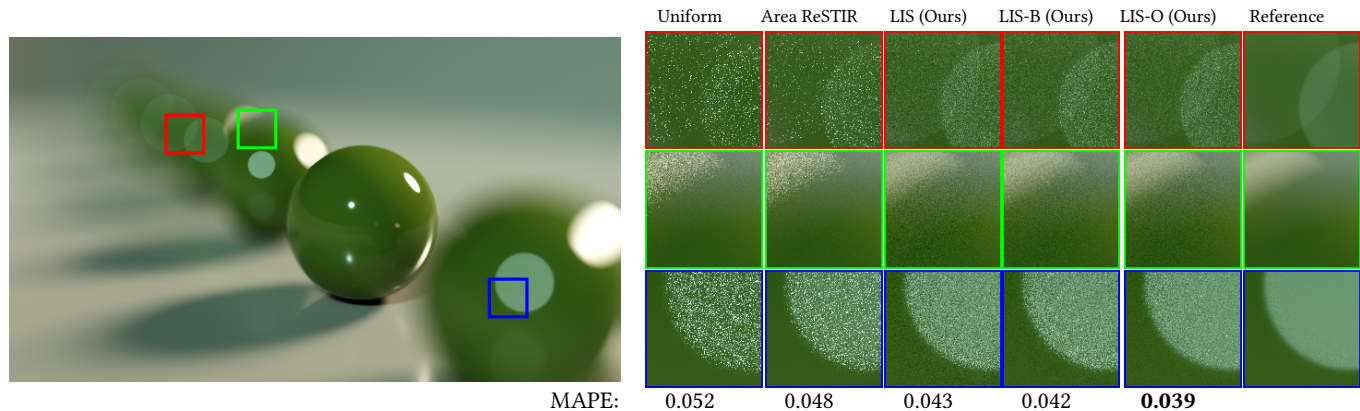 Uniform Area ReSTIR LIS (Ours) LIS-B (Ours) LIS-O (Ours) Reference
MAPE: 0.052 0.048 0.043 0.042 0.039